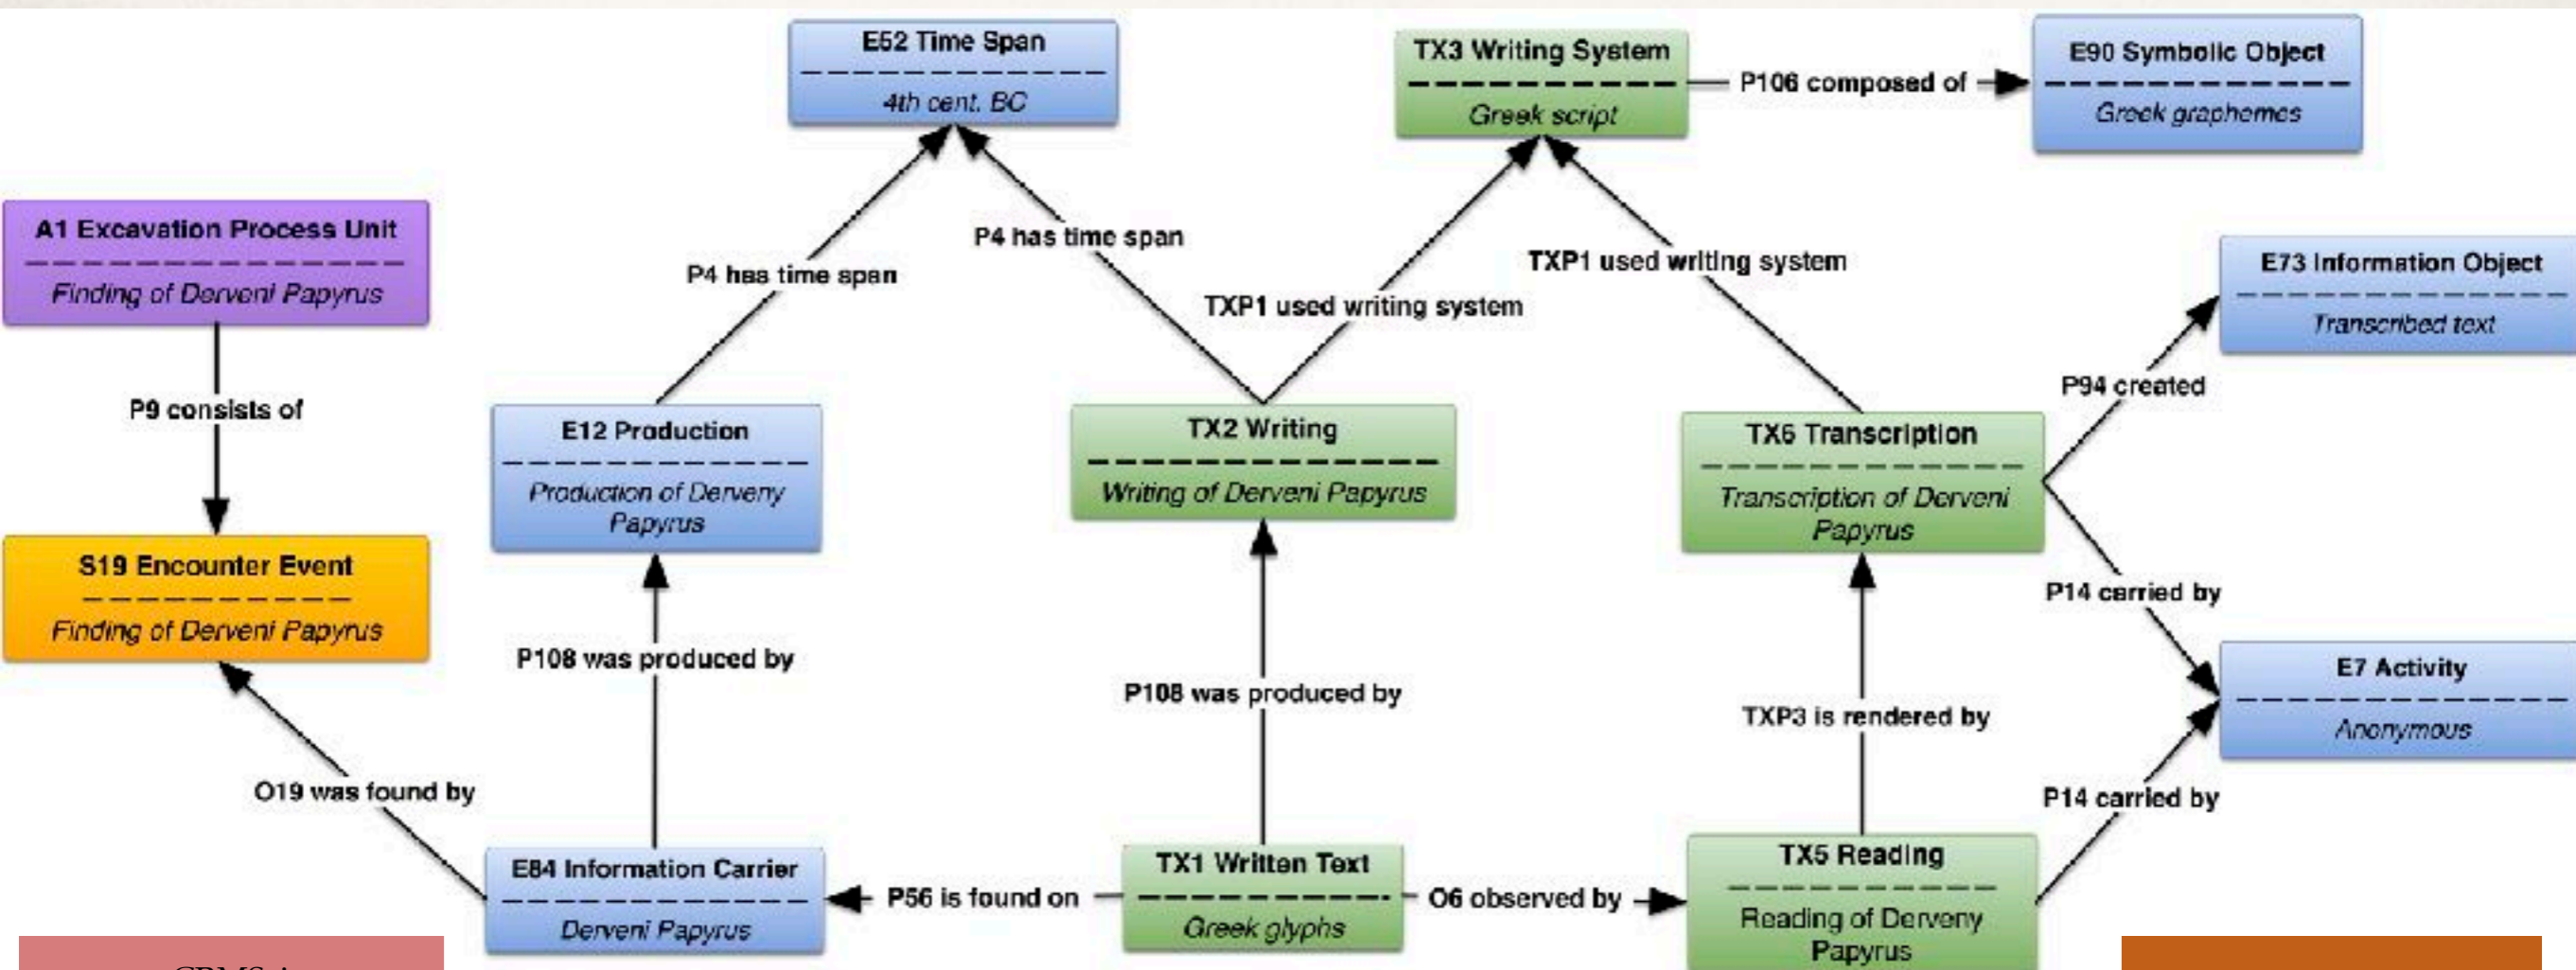 E52 Time Span
4th cent. BC
TX3 Writing System
Greek script
P106 composed of
E90 Symbolic Object
Greek graphemes
A1 Excavation Process Unit
Finding of Derveni Papyrus
P4 has time span
P4 has time span
TXP1 used writing system
TXP1 used writing system
E73 Information Object
Transcribed text
P9 consists of
E12 Production
Production of Derveny
Papyrus
TX2 Writing
Writing of Derveni Papyrus
TX6 Transcription
Transcription of Derveni
Papyrus
P94 created
S19 Encounter Event
Finding of Derveni Papyrus
P108 was produced by
P108 was produced by
TXP3 is rendered by
P14 carried by
E7 Activity
Anonymous
O19 was found by
P14 carried by
E84 Information Carrier
Derveni Papyrus
P56 is found on
TX1 Written Text
Greek glyphs
O6 observed by
TX5 Reading
Reading of Derveny
Papyrus